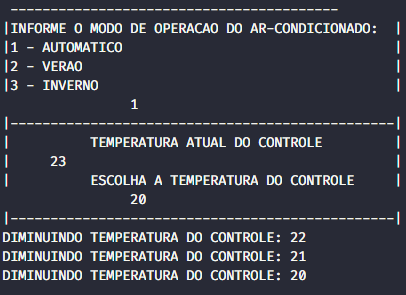 ----------------------------------------
|INFORME O MODO DE OPERACAO DO AR-CONDICIONADO:  |
|1 - AUTOMATICO                                  |
|2 - VERAO                                       |
|3 - INVERNO                                     |
                1
|------------------------------------------------|
|          TEMPERATURA ATUAL DO CONTROLE         |
|     23
|          ESCOLHA A TEMPERATURA DO CONTROLE     |
                20
|------------------------------------------------|
DIMINUINDO TEMPERATURA DO CONTROLE: 22
DIMINUINDO TEMPERATURA DO CONTROLE: 21
DIMINUINDO TEMPERATURA DO CONTROLE: 20